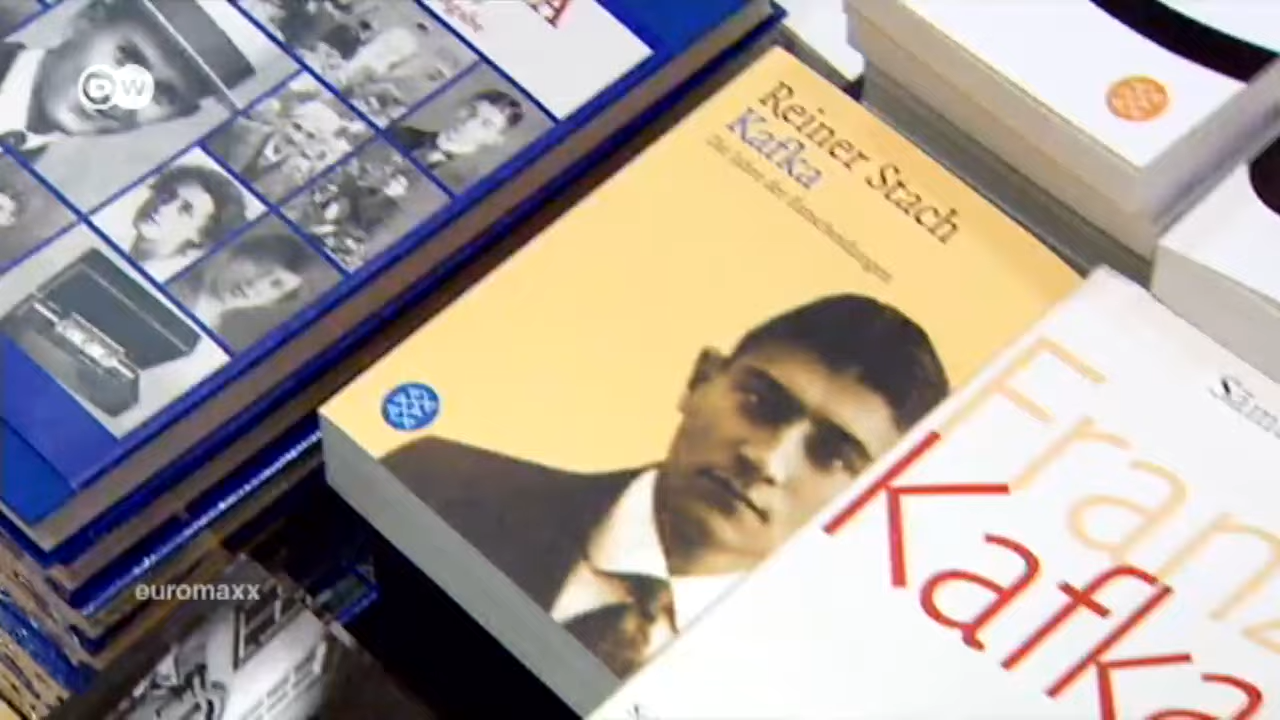 DW
A
Reiner Stach
Kafka
Die Jahre der Entscheidungen
Franz
Kafka
euromaxx